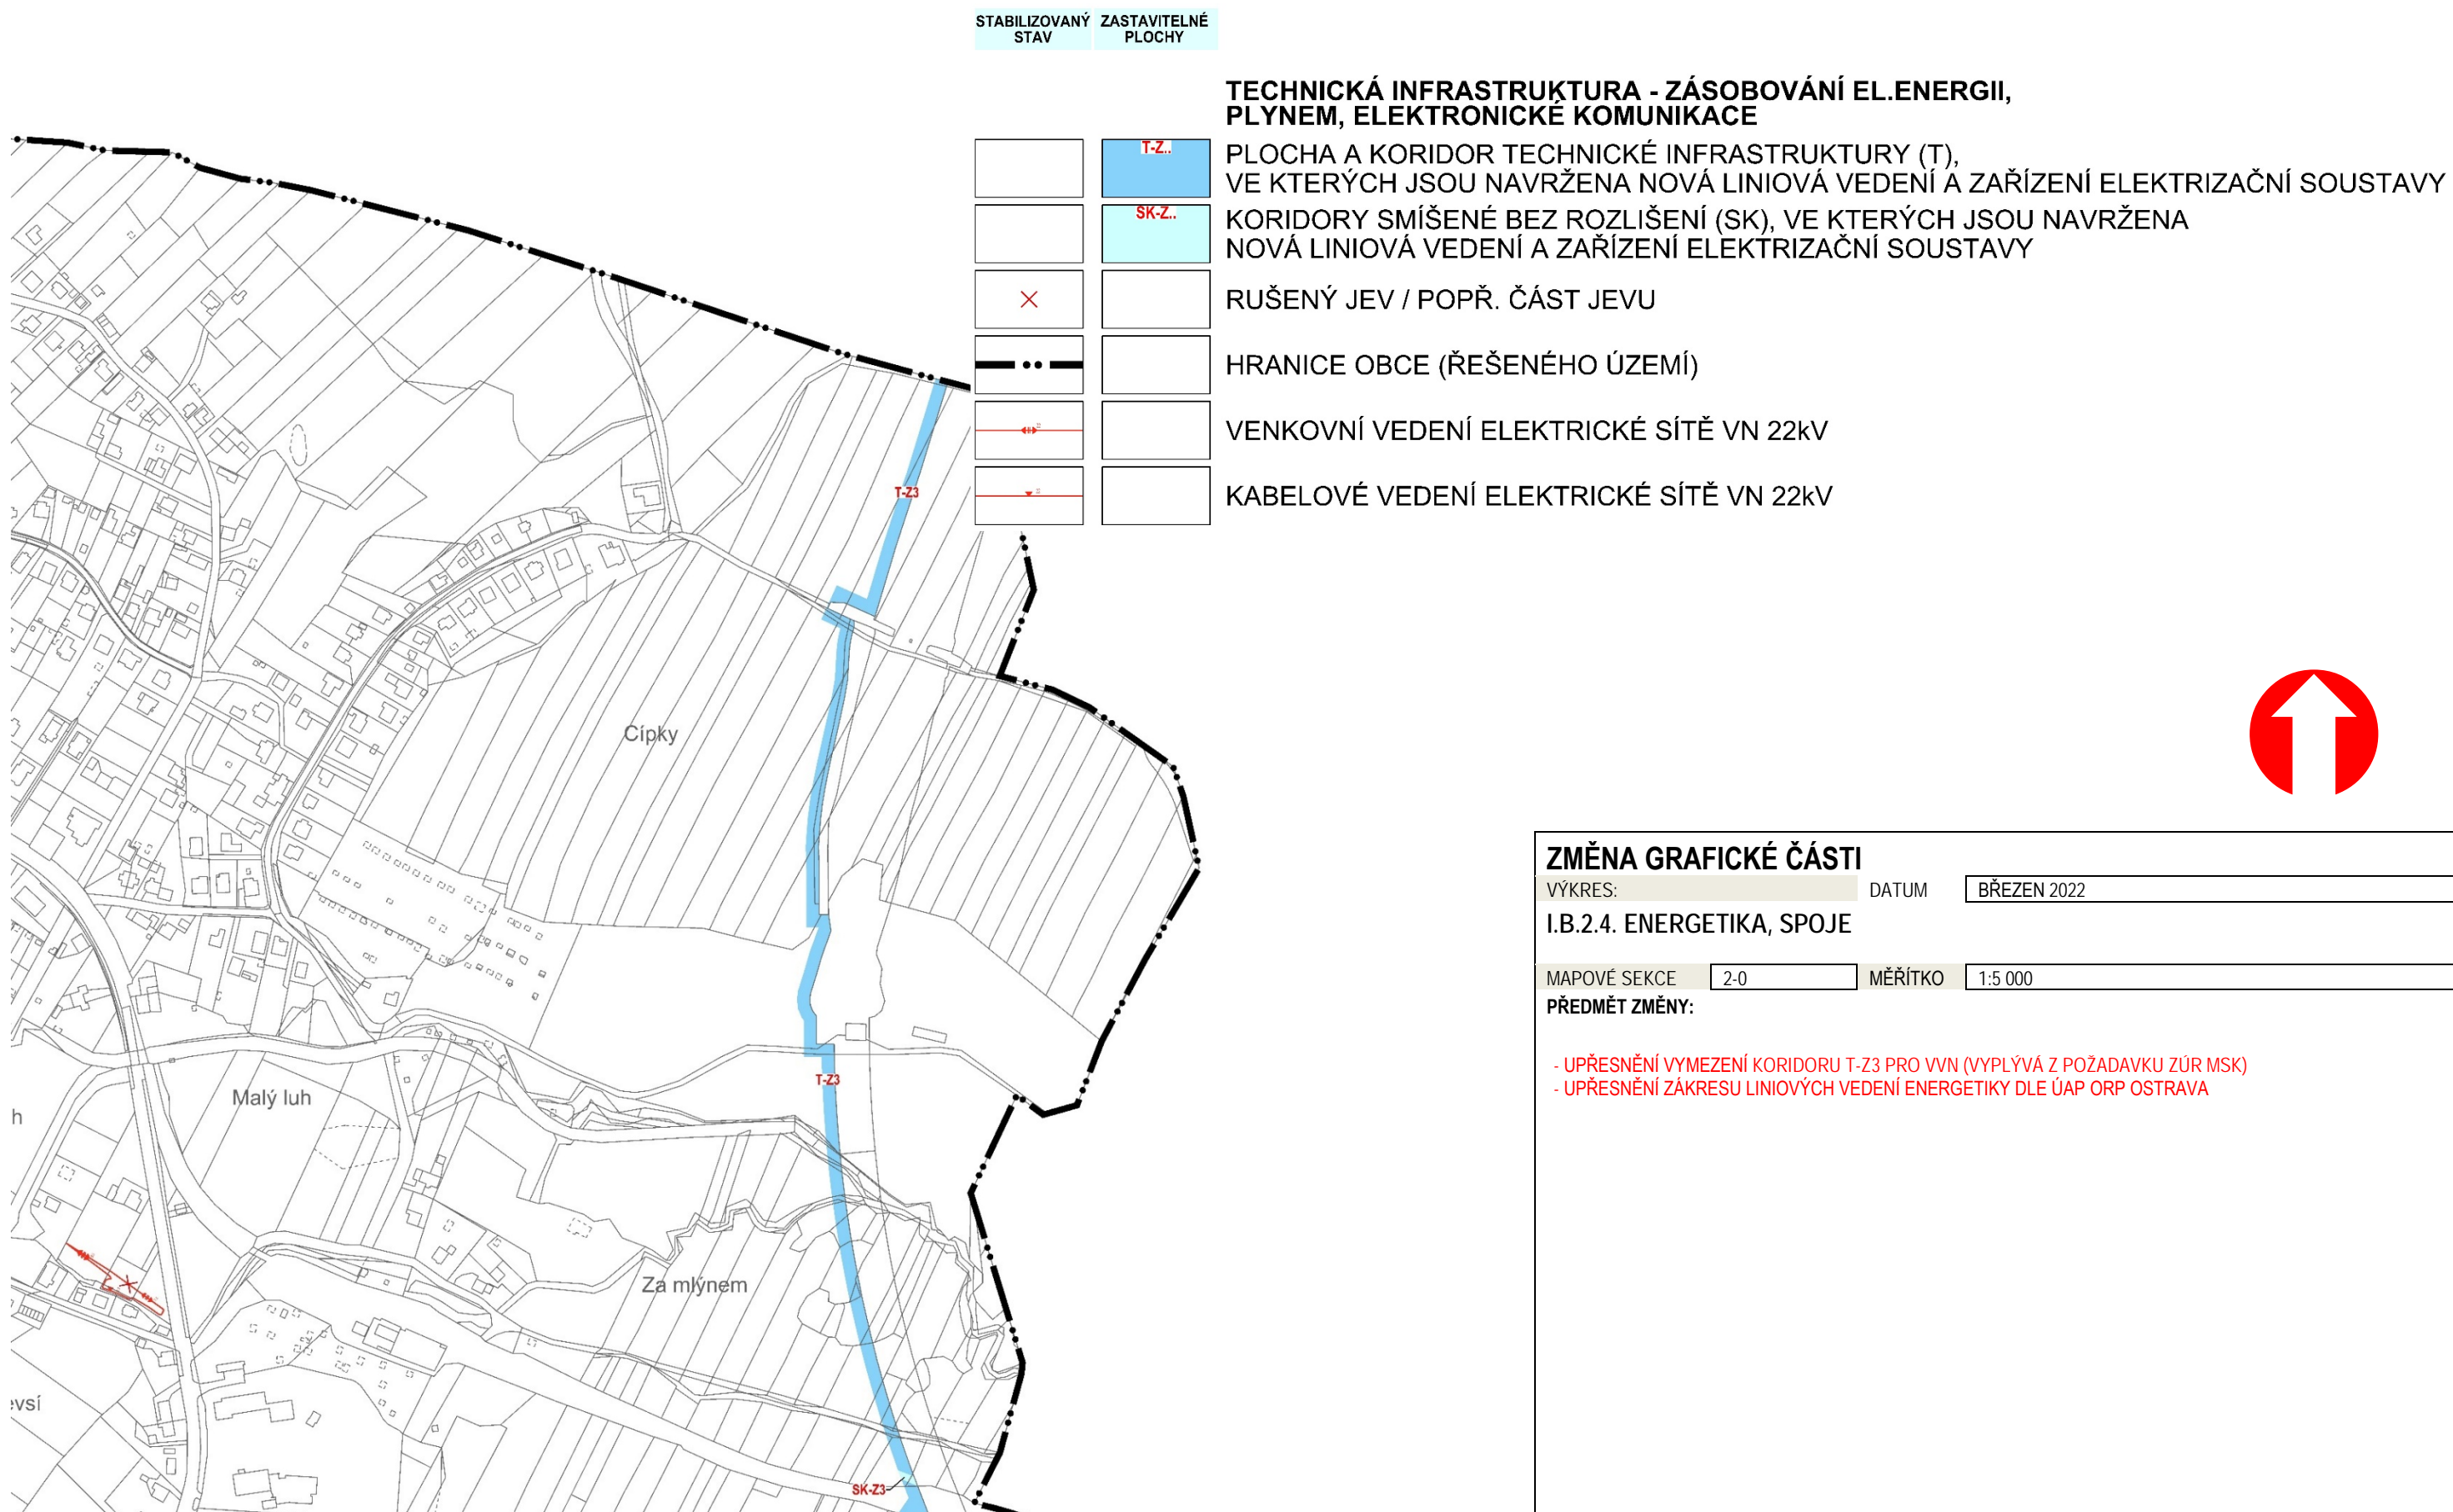 STABILIZOVANÝ STAV
ZASTAVITELNÉ PLOCHY
TECHNICKÁ INFRASTRUKTURA - ZÁSOBOVÁNÍ EL.ENERGII,
PLYNEM, ELEKTRONICKÉ KOMUNIKACE
T-Z..
PLOCHA A KORIDOR TECHNICKÉ INFRASTRUKTURY (T),
VE KTERÝCH JSOU NAVRŽENA NOVÁ LINIOVÁ VEDENÍ A ZAŘÍZENÍ ELEKTRIZAČNÍ SOUSTAVY
SK-Z..
KORIDORY SMÍŠENÉ BEZ ROZLIŠENÍ (SK), VE KTERÝCH JSOU NAVRŽENA
NOVÁ LINIOVÁ VEDENÍ A ZAŘÍZENÍ ELEKTRIZAČNÍ SOUSTAVY
RUŠENÝ JEV / POPŘ. ČÁST JEVU
HRANICE OBCE (ŘEŠENÉHO ÚZEMÍ)
VENKOVNÍ VEDENÍ ELEKTRICKÉ SÍTĚ VN 22kV
KABELOVÉ VEDENÍ ELEKTRICKÉ SÍTĚ VN 22kV
T-Z3
Cípky
T-Z3
Malý luh
h
Za mlýnem
evsí
SK-Z3
ZMĚNA GRAFICKÉ ČÁSTI
VÝKRES: DATUM BŘEZEN 2022
I.B.2.4. ENERGETIKA, SPOJE
MAPOVÉ SEKCE 2-0 MĚŘÍTKO 1:5 000
PŘEDMĚT ZMĚNY:
- UPŘESNĚNÍ VYMEZENÍ KORIDORU T-Z3 PRO VVN (VYPLÝVÁ Z POŽADAVKU ZÚR MSK)
- UPŘESNĚNÍ ZÁKRESU LINIOVÝCH VEDENÍ ENERGETIKY DLE ÚAP ORP OSTRAVA